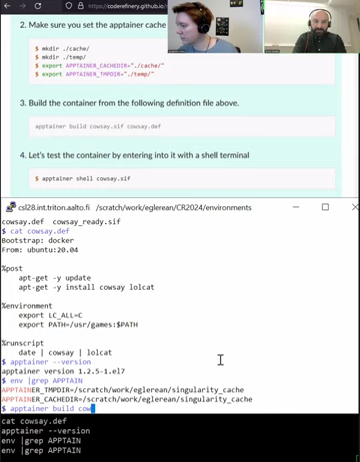 https://coderefinery.github.io/
2. Make sure you set the apptainer cache
$ mkdir ./cache/
$ mkdir ./temp/
$ export APPTAINER_CACHEDIR="./cache/"
$ export APPTAINER_TMPDIR="./temp/"
3. Build the container from the following definition file above.
apptainer build cowsay.sif cowsay.def
4. Let's test the container by entering into it with a shell terminal
$ apptainer shell cowsay.sif
csl28.int.triton.aalto.fi /scratch/work/eglerean/CR2024/environments
cowsay.def cowsay_ready.sif
$ cat cowsay.def
Bootstrap: docker
From: ubuntu:20.04
%post
apt-get -y update
apt-get -y install cowsay lolcat
%environment
export LC_ALL=C
export PATH=/usr/games:$PATH
%runscript
date | cowsay | lolcat
$ apptainer --version
apptainer version 1.2.5-1.el7
$ env |grep APPTAIN
APPTAINER_TMPDIR=/scratch/work/eglerean/singularity_cache
APPTAINER_CACHEDIR=/scratch/work/eglerean/singularity_cache
$ apptainer build cow
cat cowsay.def
apptainer --version
env |grep APPTAIN
env |grep APPTAIN